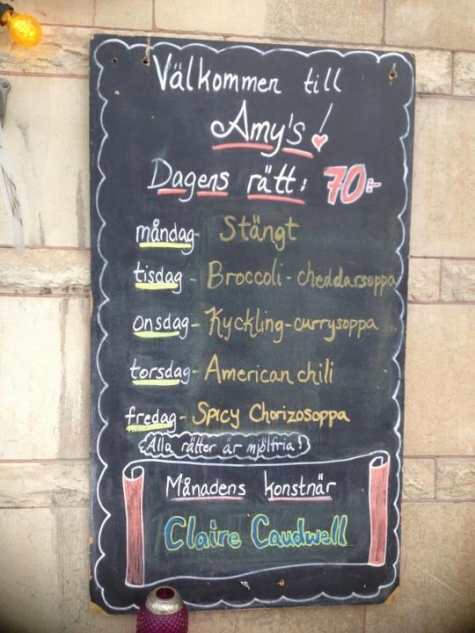 Välkommen till
Amy's!
Dagens rätt: 70:-
måndag - Stängt
tisdag - Broccoli-cheddarsoppa
onsdag - Kyckling-currysoppa
torsdag - American chili
fredag - Spicy Chorizosoppa
Alla rätter är mjölfria!
Månadens konstnär
Claire Caudwell